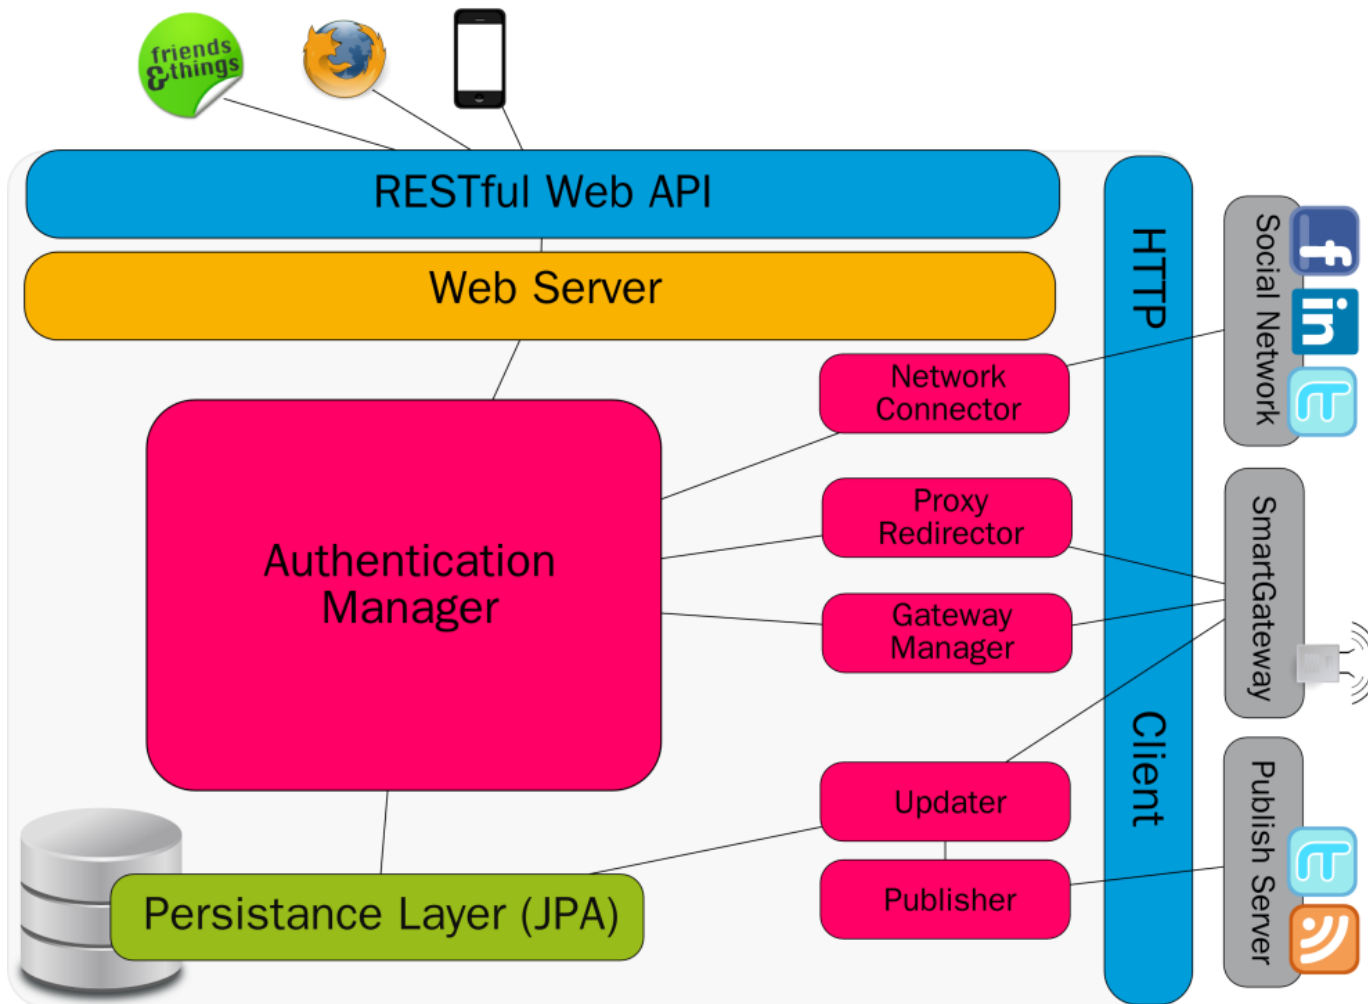 friends
&things
RESTful Web API
Web Server
HTTP Client
Social Network
f
in
t
Network
Connector
Authentication
Manager
Proxy
Redirector
Gateway
Manager
SmartGateway
Updater
Publisher
Publish Server
t
Persistance Layer (JPA)